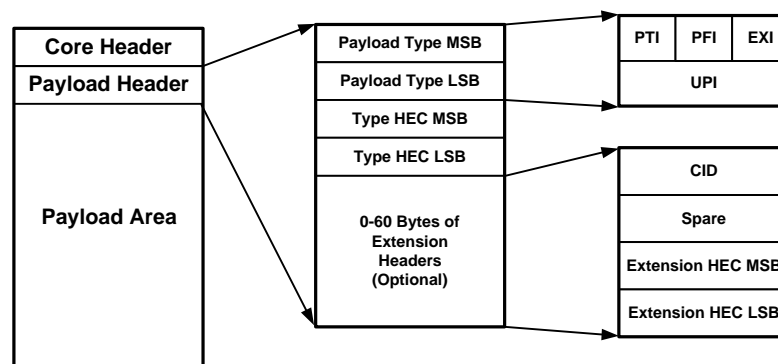 Core Header
Payload Header
Payload Area
Payload Type MSB
Payload Type LSB
Type HEC MSB
Type HEC LSB
0-60 Bytes of
Extension
Headers
(Optional)
PTI PFI EXI
UPI
CID
Spare
Extension HEC MSB
Extension HEC LSB